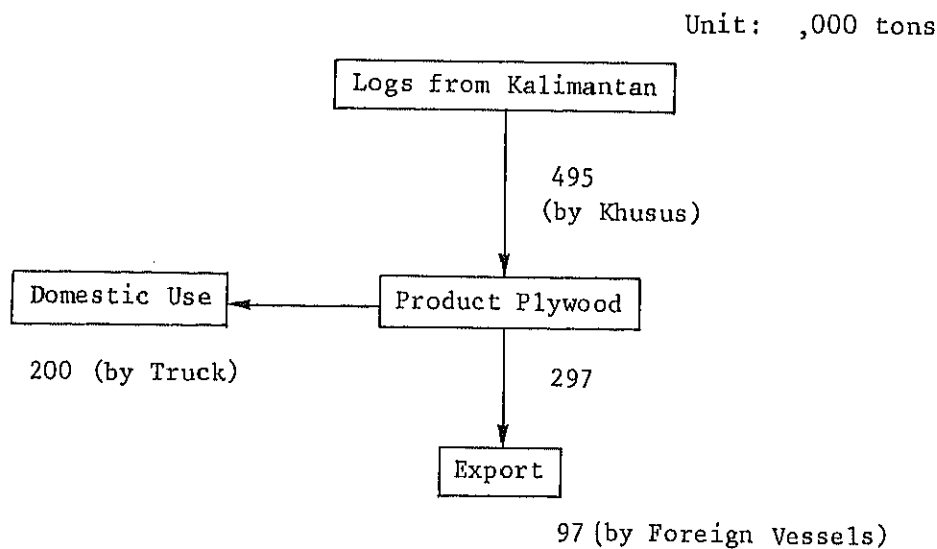 Unit: ,000 tons
Logs from Kalimantan
495
(by Khusus)
Domestic Use
Product Plywood
200 (by Truck)
297
Export
97 (by Foreign Vessels)